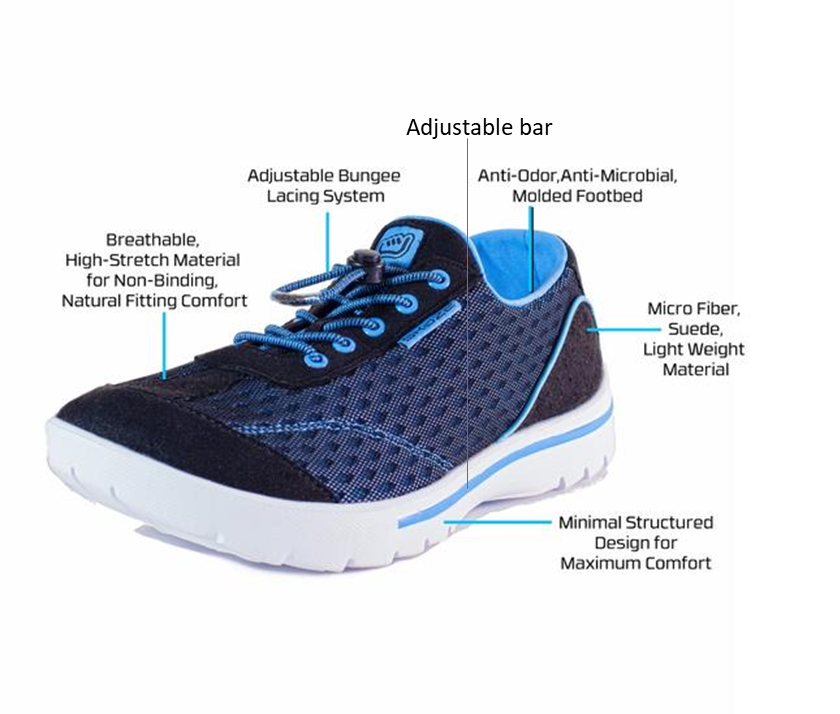 Adjustable bar
Adjustable Bungee
Lacing System
Anti-Odor,Anti-Microbial,
Molded Footbed
Breathable,
High-Stretch Material
for Non-Binding,
Natural Fitting Comfort
Micro Fiber,
Suede,
Light Weight
Material
Minimal Structured
Design for
Maximum Comfort